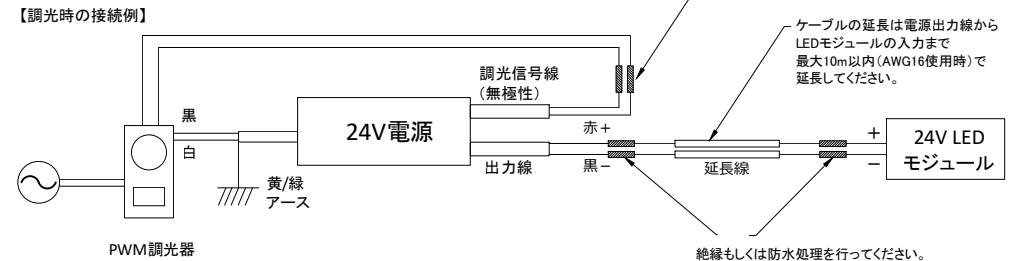 【調光時の接続例】
ケーブルの延長は電源出力線から
LEDモジュールの入力まで
最大10m以内(AWG16使用時)で
延長してください。
調光信号線
(無極性)
黒
白
24V電源
赤+
黒−
出力線
延長線
+
−
24V LED
モジュール
黄/緑
アース
PWM調光器
絶縁もしくは防水処理を行ってください。